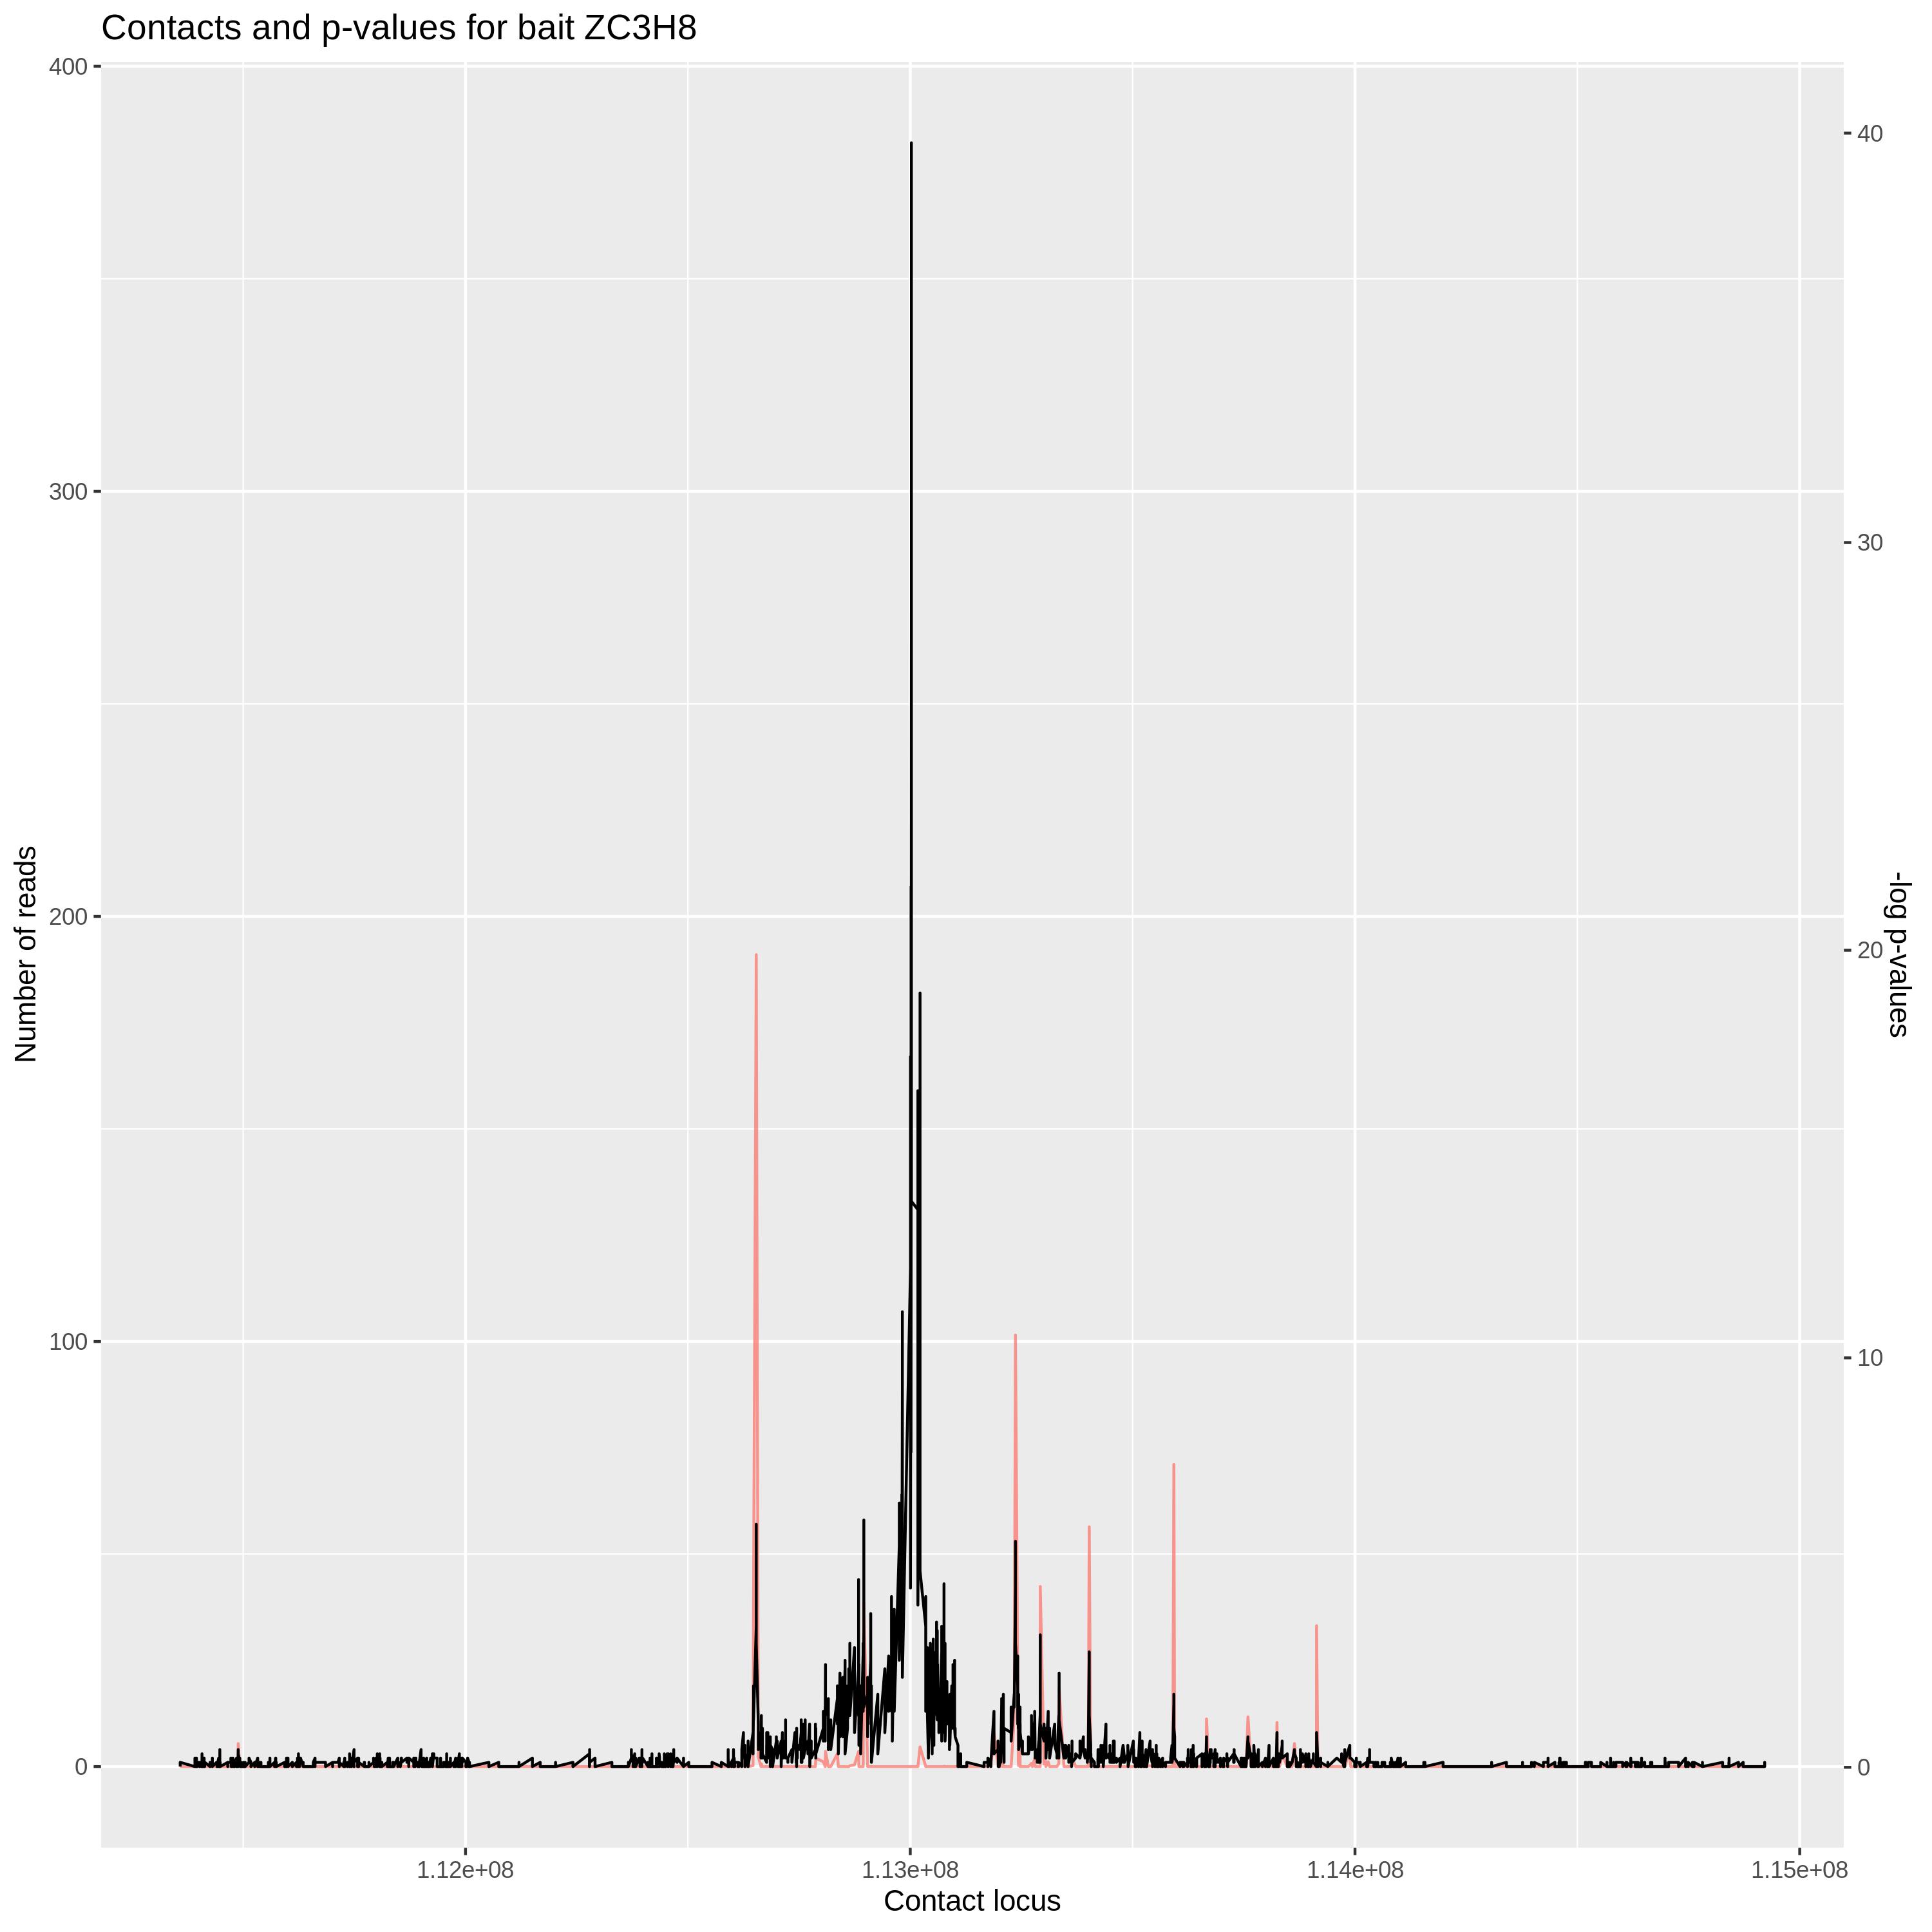 Contacts and p-values for bait ZC3H8
400
300
200
100
0
Number of reads
40
30
20
10
0
-log p-values
1.12e+08
1.13e+08
1.14e+08
1.15e+08
Contact locus